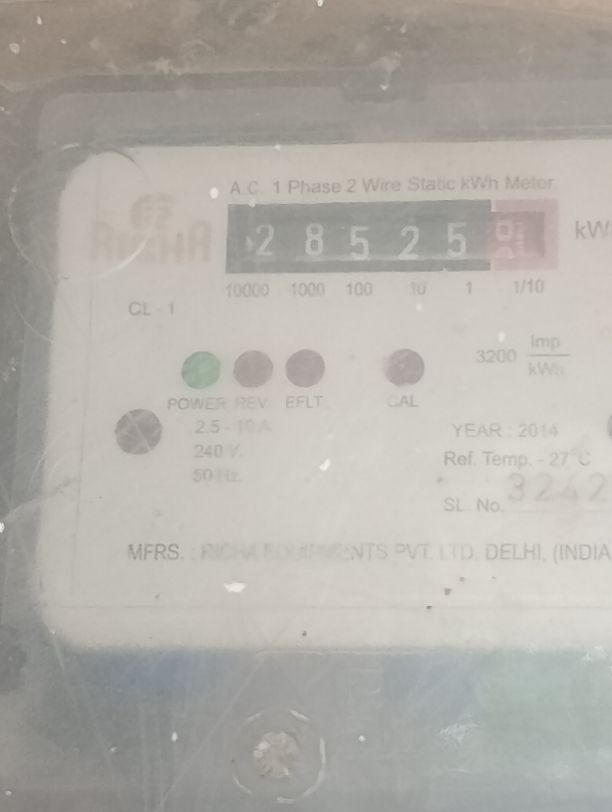 A.C. 1 Phase 2 Wire Static kWh Meter
RICHA
28525
10000 1000 100 10 1 1/10
CL - 1
3200 Imp
kWh
POWER REV. EFLT. CAL
2.5 - 10 A
240 V.
50 Hz.
YEAR : 2014
Ref. Temp. - 27°C
SL. No. 3242
MFRS. : RICHA EQUIPMENTS PVT. LTD. DELHI, (INDIA